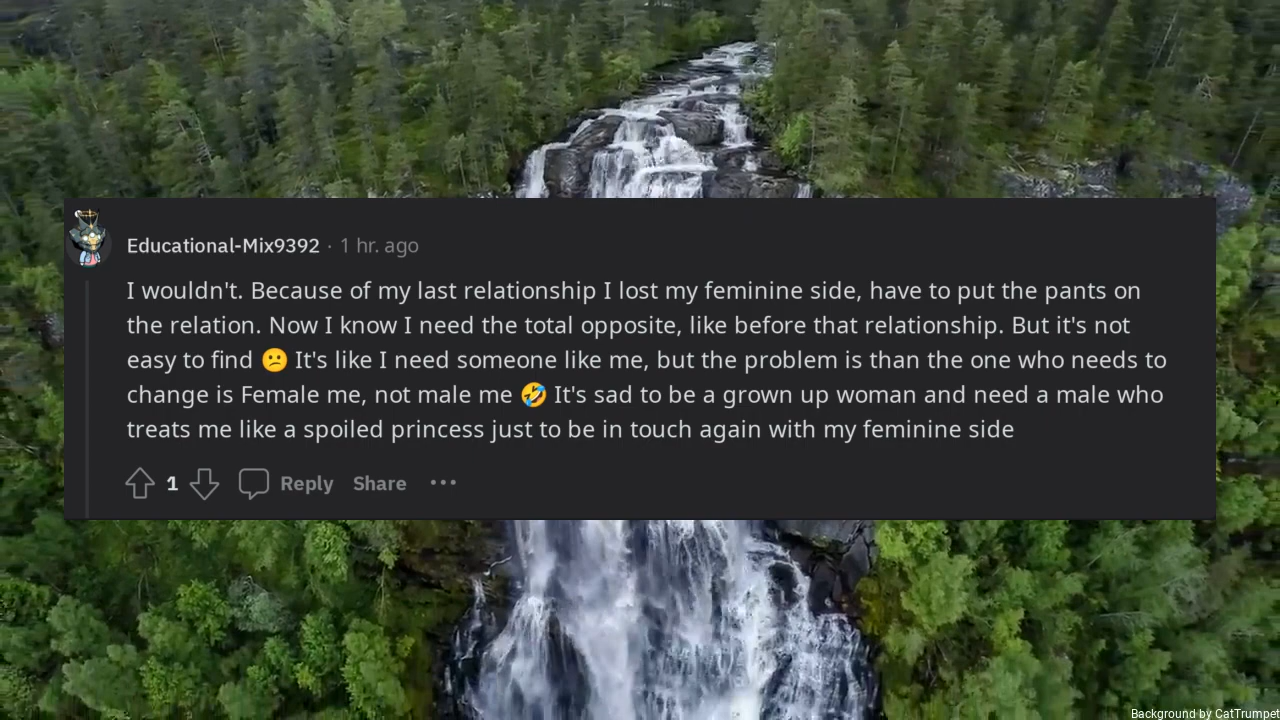 Educational-Mix9392 · 1 hr. ago
I wouldn't. Because of my last relationship I lost my feminine side, have to put the pants on
the relation. Now I know I need the total opposite, like before that relationship. But it's not
easy to find 😕 It's like I need someone like me, but the problem is than the one who needs to
change is Female me, not male me 🤣 It's sad to be a grown up woman and need a male who
treats me like a spoiled princess just to be in touch again with my feminine side
1 Reply Share ···
Background by CatTrumpet